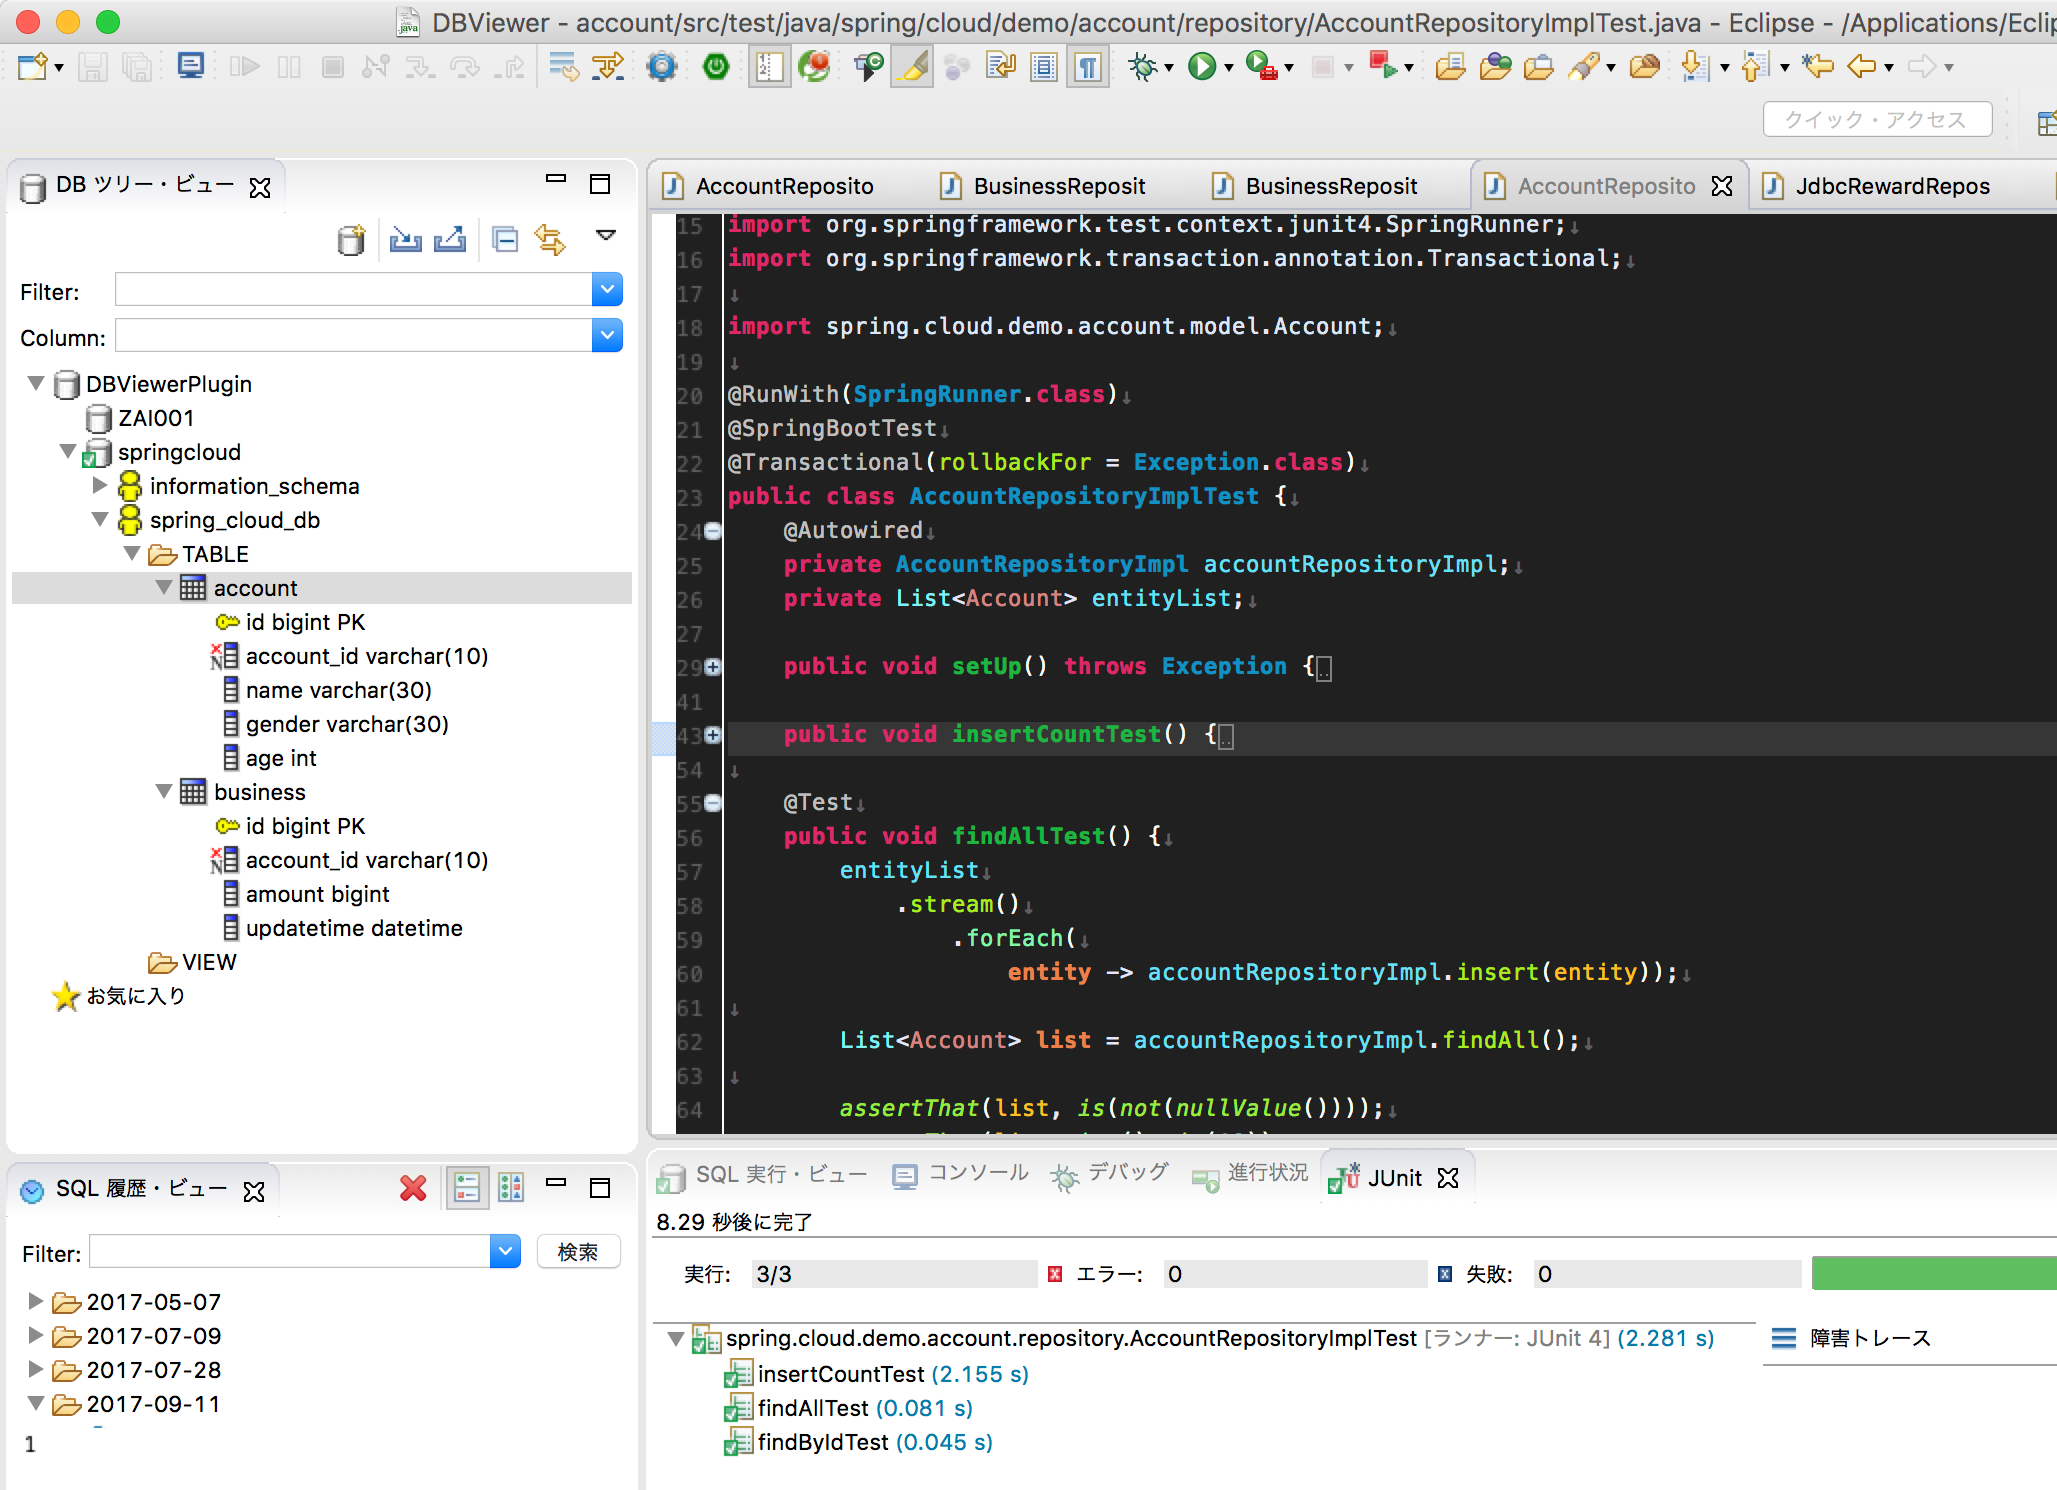 DBViewer - account/src/test/java/spring/cloud/demo/account/repository/AccountRepositoryImplTest.java - Eclipse - /Applications/Eclip
クイック・アクセス
DB ツリー・ビュー
Filter:
Column:
DBViewerPlugin
ZAI001
springcloud
information_schema
spring_cloud_db
TABLE
account
id bigint PK
account_id varchar(10)
name varchar(30)
gender varchar(30)
age int
business
id bigint PK
account_id varchar(10)
amount bigint
updatetime datetime
VIEW
お気に入り
AccountReposito
BusinessReposit
BusinessReposit
AccountReposito
JdbcRewardRepos
15 import org.springframework.test.context.junit4.SpringRunner;↓
16 import org.springframework.transaction.annotation.Transactional;↓
17 ↓
18 import spring.cloud.demo.account.model.Account;↓
19 ↓
20 @RunWith(SpringRunner.class)↓
21 @SpringBootTest↓
22 @Transactional(rollbackFor = Exception.class)↓
23 public class AccountRepositoryImplTest {↓
24 @Autowired↓
25 private AccountRepositoryImpl accountRepositoryImpl;↓
26 private List<Account> entityList;↓
27
29 public void setUp() throws Exception {
41
43 public void insertCountTest() {
54 ↓
55 @Test↓
56 public void findAllTest() {↓
57 entityList↓
58 .stream()↓
59 .forEach(↓
60 entity -> accountRepositoryImpl.insert(entity));↓
61 ↓
62 List<Account> list = accountRepositoryImpl.findAll();↓
63 ↓
64 assertThat(list, is(not(nullValue())));↓
SQL 履歴・ビュー
Filter:
検索
2017-05-07
2017-07-09
2017-07-28
2017-09-11
1
SQL 実行・ビュー
コンソール
デバッグ
進行状況
JUnit
8.29 秒後に完了
実行: 3/3
エラー: 0
失敗: 0
spring.cloud.demo.account.repository.AccountRepositoryImplTest [ランナー: JUnit 4] (2.281 s)
insertCountTest (2.155 s)
findAllTest (0.081 s)
findByIdTest (0.045 s)
障害トレース